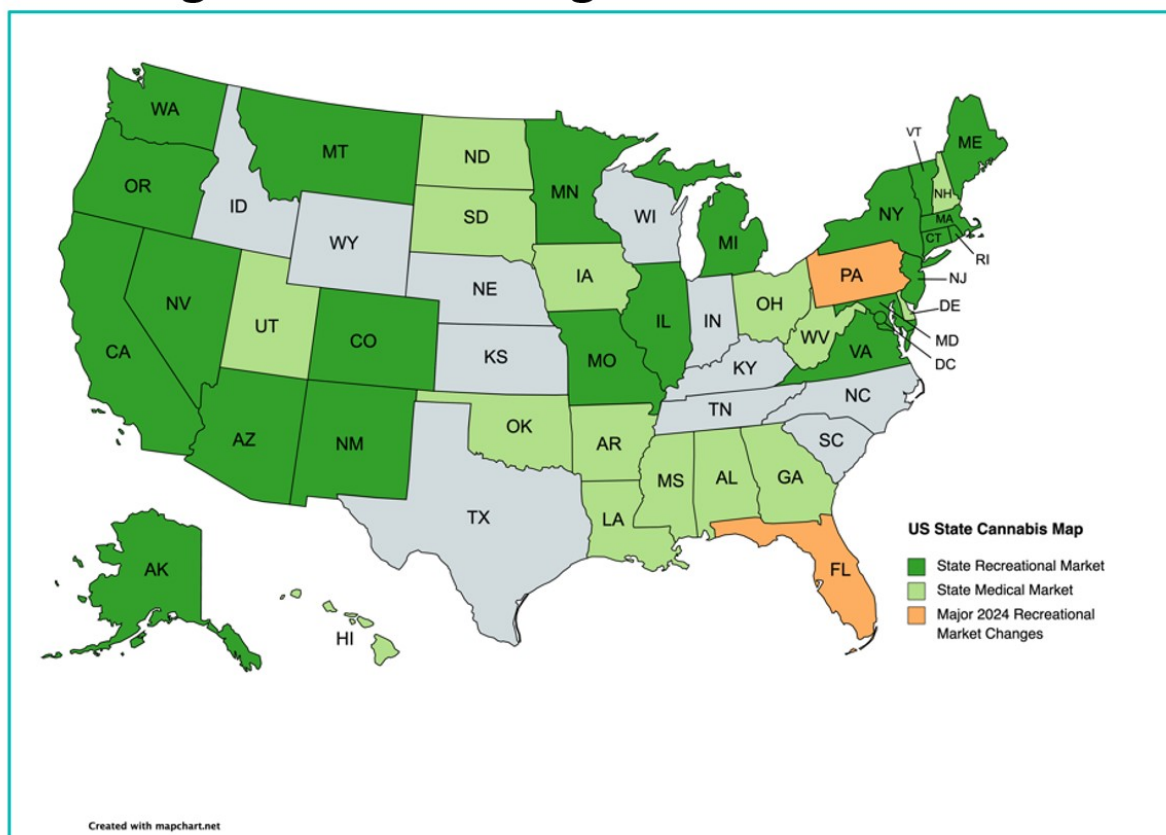 WA
MT
ND
MN
ME
VT
OR
ID
SD
WI
NH
NY
MA
WY
MI
CT
RI
IA
PA
NJ
NE
NV
OH
DE
IL
IN
UT
CO
WV
MD
CA
KS
MO
VA
DC
KY
NC
TN
OK
AZ
NM
AR
SC
MS
AL
GA
TX
LA
US State Cannabis Map
State Recreational Market
AK
FL
State Medical Market
Major 2024 Recreational
Market Changes
HI
Created with mapchart.net